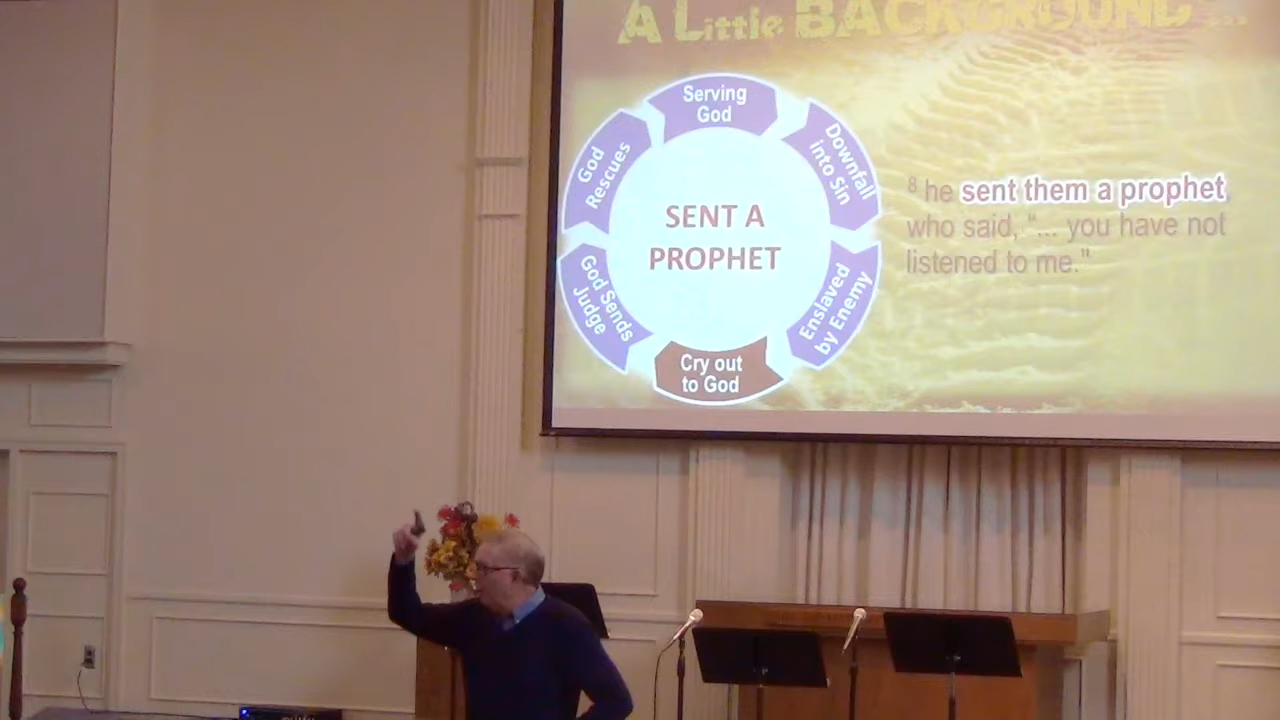 A Little BACKGROUND ...
Serving
God
Downfall
into Sin
Enslaved
by Enemy
Cry out
to God
God Sends
Judge
God
Rescues
SENT A
PROPHET
8 he sent them a prophet
who said, “... you have not
listened to me."